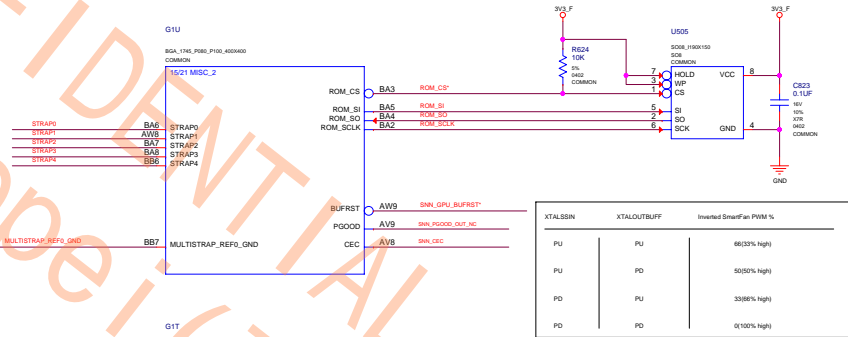 3V3_F
3V3_F
G1U
BGA_1745_P080_P100_400X400
COMMON
15/21 MISC_2
R624
10K
5%
0402
COMMON
U505
SO08_I190X150
SO8
COMMON
ROM_CS BA3 ROM_CS*
ROM_SI BA5 ROM_SI
ROM_SO BA4 ROM_SO
ROM_SCLK BA2 ROM_SCLK
7 HOLD VCC 8
3 WP
1 CS
5 SI
2 SO
6 SCK GND 4
C823
0.1UF
16V
10%
X7R
0402
COMMON
GND
STRAP0 BA6 STRAP0
STRAP1 AW8 STRAP1
STRAP2 BA7 STRAP2
STRAP3 BA8 STRAP3
STRAP4 BB6 STRAP4
BUFRST AW9 SNN_GPU_BUFRST*
PGOOD AV9 SNN_PGOOD_OUT_NC
CEC AV8 SNN_CEC
MULTISTRAP_REF0_GND BB7 MULTISTRAP_REF0_GND
XTALSSIN XTALOUTBUFF Inverted SmartFan PWM %
PU PU 66(33% high)
PU PD 50(50% high)
PD PU 33(66% high)
PD PD 0(100% high)
G1T